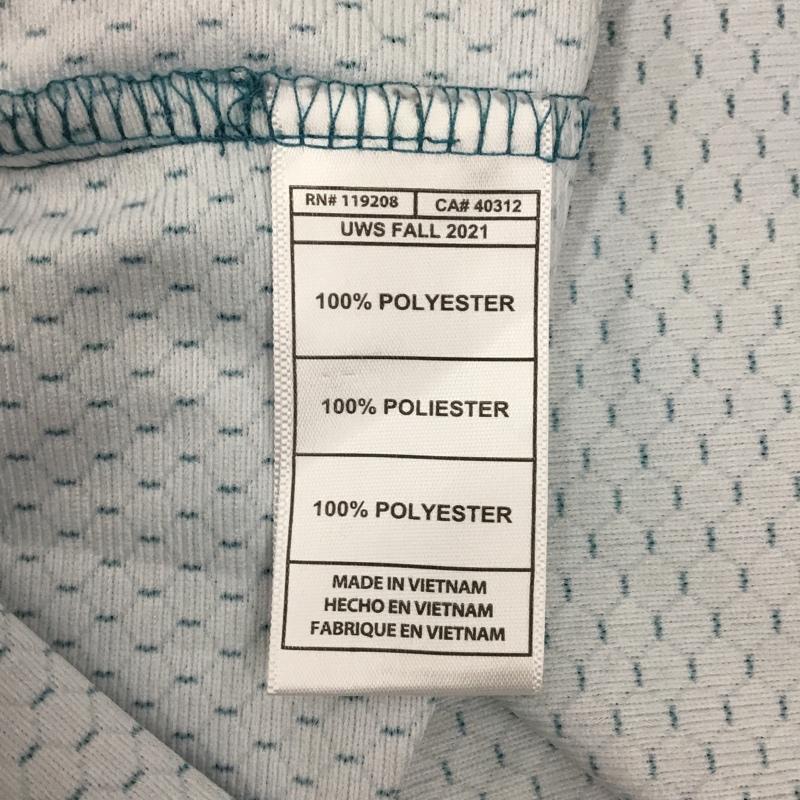 RN# 119208 CA# 40312
UWS FALL 2021
100% POLYESTER
100% POLIESTER
100% POLYESTER
MADE IN VIETNAM
HECHO EN VIETNAM
FABRIQUE EN VIETNAM